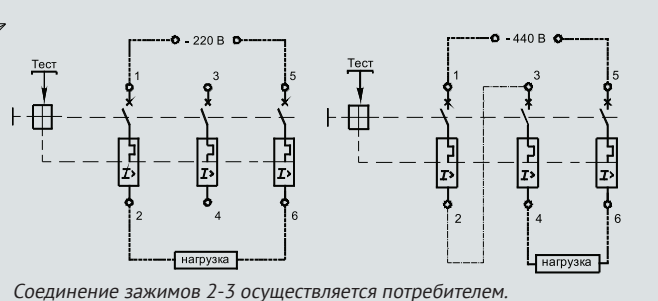 - 220 В
Тест
1
3
5
I>
I>
I>
2
4
6
нагрузка
- 440 В
Тест
1
3
5
I>
I>
I>
2
4
6
нагрузка
Соединение зажимов 2-3 осуществляется потребителем.